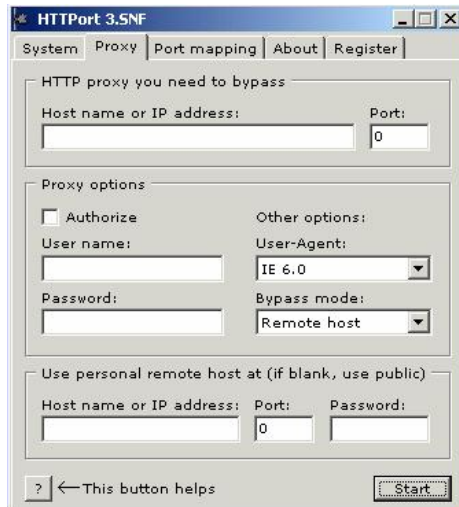 HTTPort 3.SNF
System Proxy Port mapping About Register
HTTP proxy you need to bypass
Host name or IP address: Port:
0
Proxy options
Authorize Other options:
User name: User-Agent:
IE 6.0
Password: Bypass mode:
Remote host
Use personal remote host at (if blank, use public)
Host name or IP address: Port: Password:
0
? ←This button helps Start